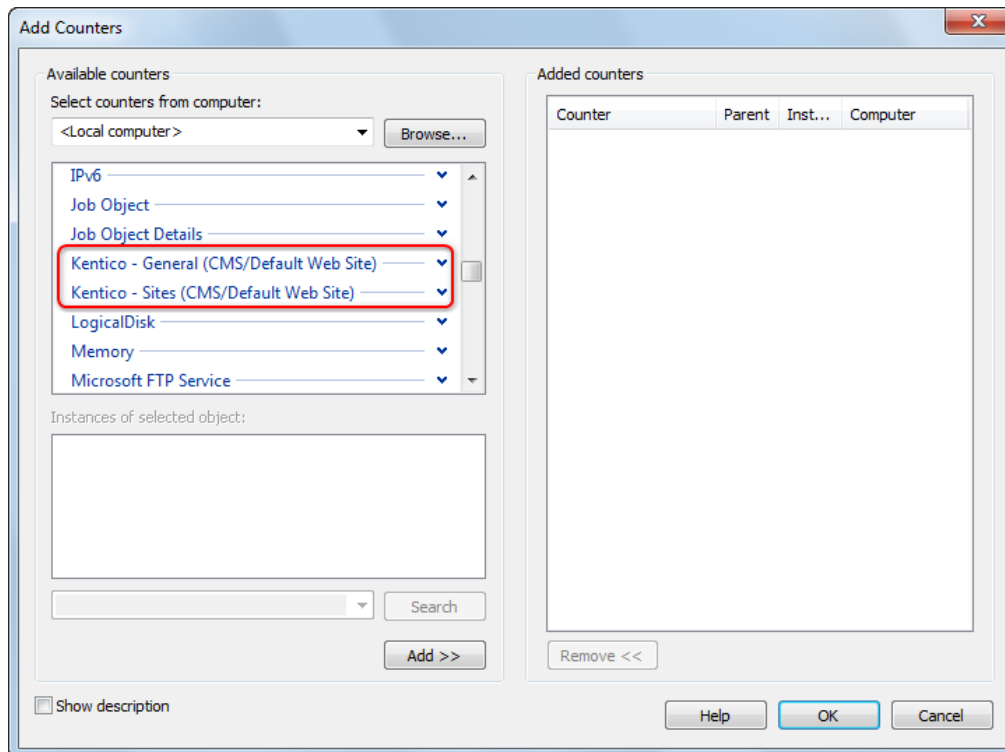 Add Counters
Available counters
Select counters from computer:
<Local computer>
Browse...
IPv6
Job Object
Job Object Details
Kentico - General (CMS/Default Web Site)
Kentico - Sites (CMS/Default Web Site)
LogicalDisk
Memory
Microsoft FTP Service
Instances of selected object:
Search
Add >>
Show description
Added counters
Counter Parent Inst... Computer
Remove <<
Help OK Cancel